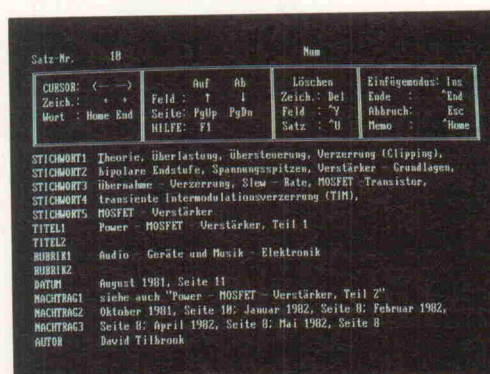 Satz-Nr. 10 Num
CURSOR: <-- --> Auf Ab Löschen Einfügemodus: Ins
Zeich.: Feld : ↑ ↓ Zeich.: Del Ende : ^End
Wort : Home End Seite: PgUp PgDn Feld : ^Y Abbruch: Esc
HILFE: F1 Satz : ^U Memo : ^Home
STICHWORT1 Theorie, Überlastung, Übersteuerung, Verzerrung (Clipping),
STICHWORT2 bipolare Endstufe, Spannungsspitzen, Verstärker - Grundlagen,
STICHWORT3 Übernahme - Verzerrung, Slew - Rate, MOSFET -Transistor,
STICHWORT4 transiente Intermodulationsverzerrung (TIM),
STICHWORT5 MOSFET - Verstärker
TITEL1 Power - MOSFET - Verstärker, Teil 1
TITEL2
RUBRIK1 Audio - Geräte und Musik - Elektronik
RUBRIK2
DATUM August 1981, Seite 11
NACHTRAG1 siehe auch "Power - MOSFET - Verstärker, Teil 2"
NACHTRAG2 Oktober 1981, Seite 10; Januar 1982, Seite 8; Februar 1982,
NACHTRAG3 Seite 8; April 1982, Seite 8; Mai 1982, Seite 8
AUTOR David Tilbrook